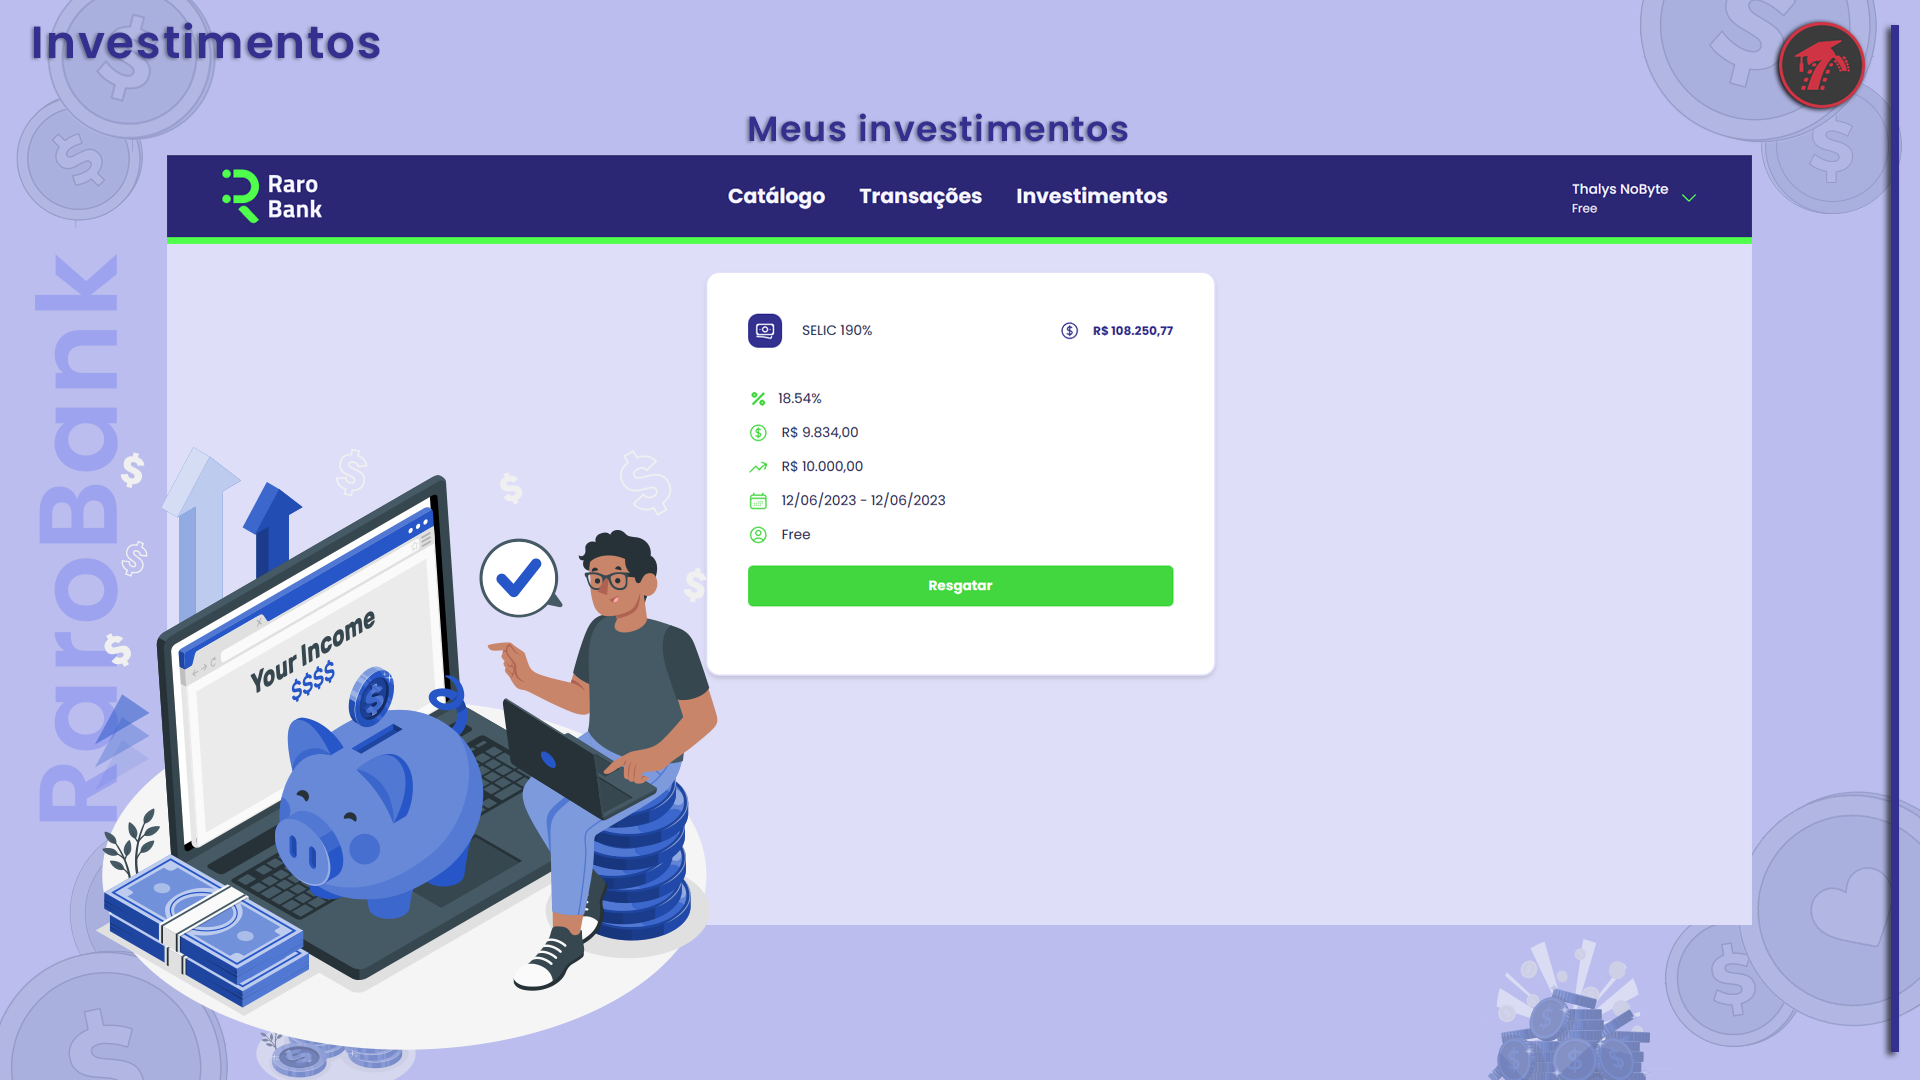 Investimentos
Meus investimentos
Raro
Bank
Catálogo
Transações
Investimentos
Thalys NoByte
Free
RaroBank
SELIC 190%
R$ 108.250,77
18.54%
R$ 9.834,00
R$ 10.000,00
12/06/2023 - 12/06/2023
Free
Resgatar
Your Income
$$$$